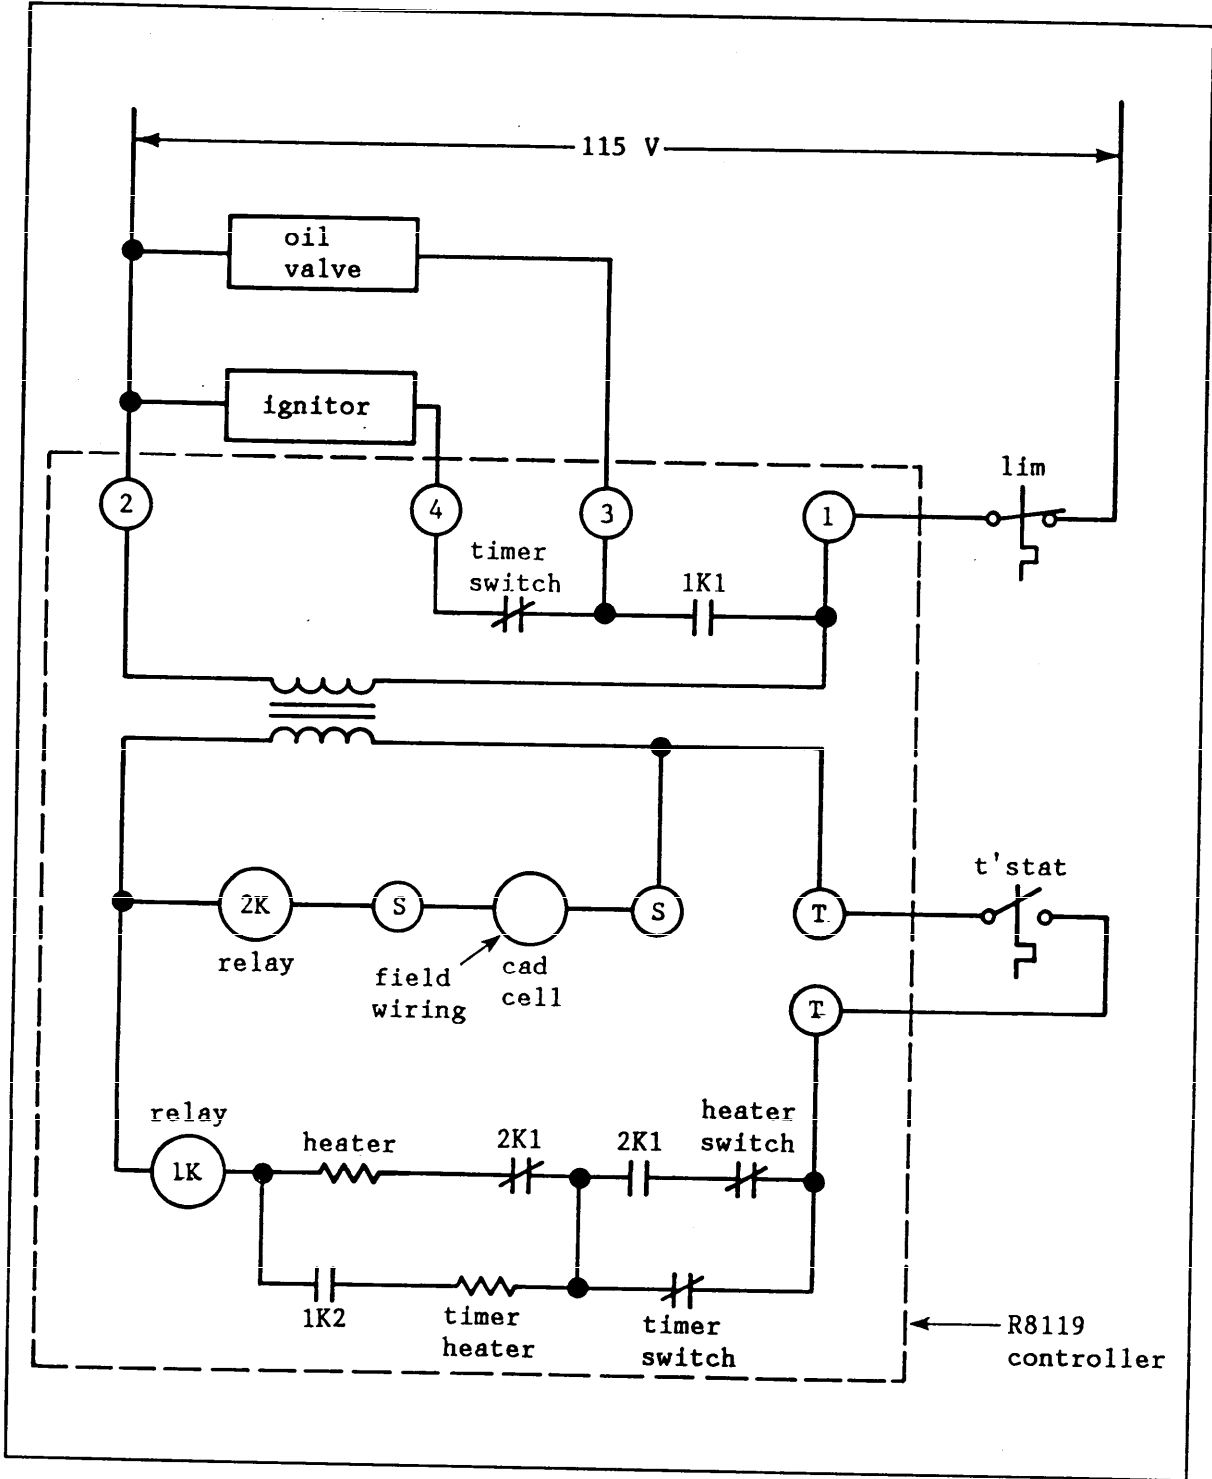 115 V
oil
valve
ignitor
lim
2
4
3
1
timer
switch
1K1
t'stat
2K
S
S
T
relay
field
wiring
cad
cell
T
relay
heater
2K1
2K1
heater
switch
1K
1K2
timer
heater
timer
switch
R8119
controller